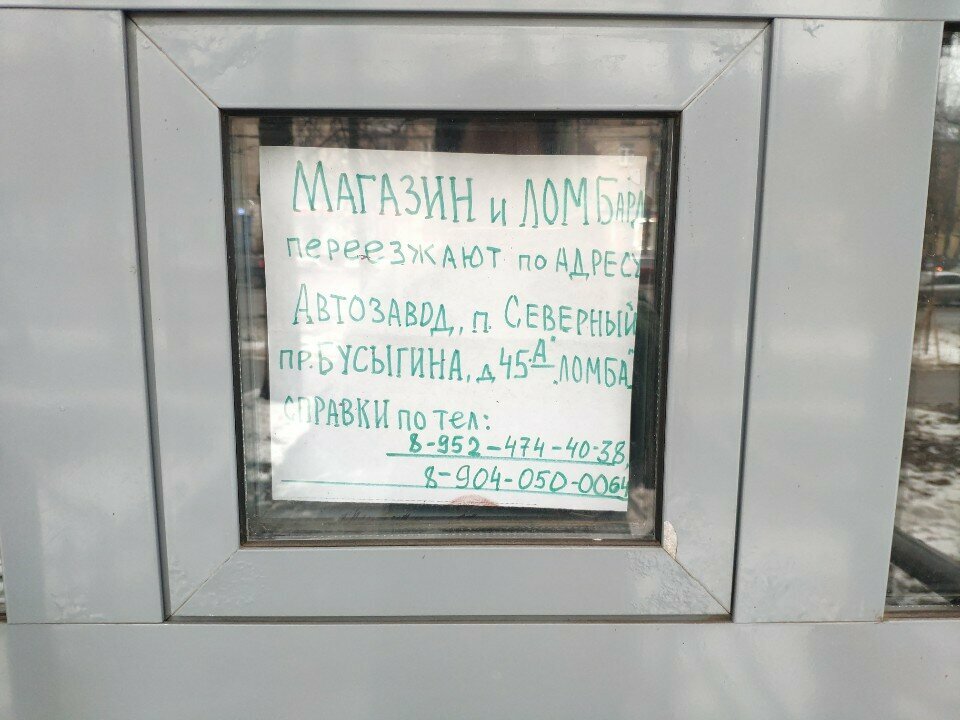 МАГАЗИН и ЛОМБАРД
ПЕРЕЕЗЖАЮТ ПО АДРЕСУ
АВТОЗАВОД, п. СЕВЕРНЫЙ
ПР. БУСЫГИНА, д 45 "А" „ЛОМБА
СПРАВКИ ПО ТЕЛ:
8-952-474-40-38
8-904-050-0064